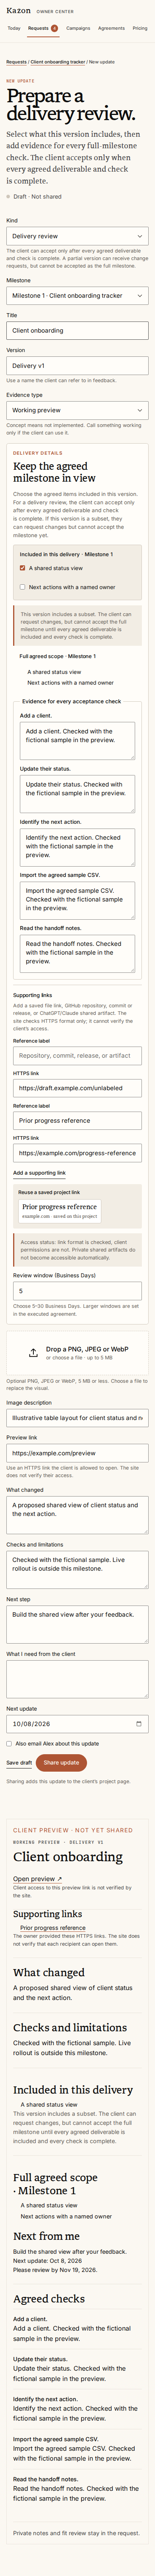 Kazon OWNER CENTER
Today Requests 4 Campaigns Agreements Pricing
Requests / Client onboarding tracker / New update
NEW UPDATE
Prepare a
delivery review.
Select what this version includes, then
add evidence for every full-milestone
check. The client accepts only when
every agreed deliverable and check
is complete.
Draft · Not shared
Kind
Delivery review
The client can accept only after every agreed deliverable
and check is complete. A partial version can receive change
requests, but cannot be accepted as the full milestone.
Milestone
Milestone 1 · Client onboarding tracker
Title
Client onboarding
Version
Delivery v1
Use a name the client can refer to in feedback.
Evidence type
Working preview
Concept means not implemented. Call something working
only if the client can use it.
DELIVERY DETAILS
Keep the agreed
milestone in view
Choose the agreed items included in this version.
For a delivery review, the client can accept only
after every agreed deliverable and check
is complete. If this version is a subset, they
can request changes but cannot accept the
milestone yet.
Included in this delivery · Milestone 1
A shared status view
Next actions with a named owner
This version includes a subset. The client can
request changes, but cannot accept the full
milestone until every agreed deliverable is
included and every check is complete.
Full agreed scope · Milestone 1
A shared status view
Next actions with a named owner
Evidence for every acceptance check
Add a client.
Add a client. Checked with the
fictional sample in the preview.
Update their status.
Update their status. Checked with
the fictional sample in the preview.
Identify the next action.
Identify the next action. Checked
with the fictional sample in the
preview.
Import the agreed sample CSV.
Import the agreed sample CSV.
Checked with the fictional sample
in the preview.
Read the handoff notes.
Read the handoff notes. Checked
with the fictional sample in the
preview.
Supporting links
Add a saved file link, GitHub repository, commit or
release, or ChatGPT/Claude shared artifact. The
site checks HTTPS format only; it cannot verify the
client's access.
Reference label
Repository, commit, release, or artifact
HTTPS link
https://draft.example.com/unlabeled
Reference label
Prior progress reference
HTTPS link
https://example.com/progress-reference
Add a supporting link
Reuse a saved project link
Prior progress reference
example.com · saved on this project
Access status: link format is checked, client
permissions are not. Private shared artifacts do
not become accessible automatically.
Review window (Business Days)
5
Choose 5–30 Business Days. Larger windows are set
in the executed agreement.
Drop a PNG, JPEG or WebP
or choose a file · up to 5 MB
Optional PNG, JPEG or WebP, 5 MB or less. Choose a file to
replace the visual.
Image description
Illustrative table layout for client status and n
Preview link
https://example.com/preview
Use an HTTPS link the client is allowed to open. The site
does not verify their access.
What changed
A proposed shared view of client status and
the next action.
Checks and limitations
Checked with the fictional sample. Live
rollout is outside this milestone.
Next step
Build the shared view after your feedback.
What I need from the client
Next update
10/08/2026
Also email Alex about this update
Save draft Share update
Sharing adds this update to the client's project page.
CLIENT PREVIEW · NOT YET SHARED
WORKING PREVIEW · DELIVERY V1
Client onboarding
Open preview ↗
Client access to this preview link is not verified by
the site.
Supporting links
Prior progress reference
The owner provided these HTTPS links. The site does
not verify that each recipient can open them.
What changed
A proposed shared view of client status
and the next action.
Checks and limitations
Checked with the fictional sample. Live
rollout is outside this milestone.
Included in this delivery
A shared status view
This version includes a subset. The client can
request changes, but cannot accept the full
milestone until every agreed deliverable is
included and every check is complete.
Full agreed scope
· Milestone 1
A shared status view
Next actions with a named owner
Next from me
Build the shared view after your feedback.
Next update: Oct 8, 2026
Please review by Nov 19, 2026.
Agreed checks
Add a client.
Add a client. Checked with the fictional
sample in the preview.
Update their status.
Update their status. Checked with the
fictional sample in the preview.
Identify the next action.
Identify the next action. Checked with the
fictional sample in the preview.
Import the agreed sample CSV.
Import the agreed sample CSV. Checked
with the fictional sample in the preview.
Read the handoff notes.
Read the handoff notes. Checked with the
fictional sample in the preview.
Private notes and fit review stay in the request.